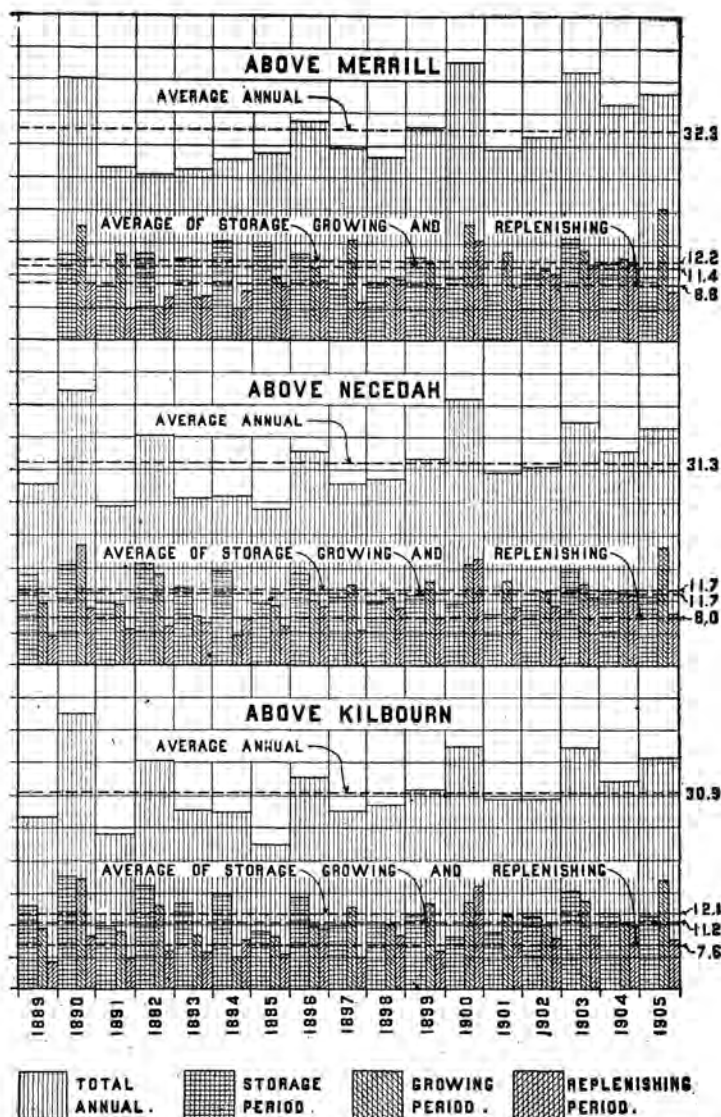 ABOVE MERRILL
AVERAGE ANNUAL
32.3
AVERAGE OF STORAGE GROWING AND REPLENISHING
12.2
11.4
8.8
ABOVE NECEDAH
AVERAGE ANNUAL
31.3
AVERAGE OF STORAGE GROWING AND REPLENISHING
11.7
11.7
8.0
ABOVE KILBOURN
AVERAGE ANNUAL
30.9
AVERAGE OF STORAGE GROWING AND REPLENISHING
12.1
11.2
7.6
1889 1890 1891 1892 1893 1894 1895 1896 1897 1898 1899 1900 1901 1902 1903 1904 1905
TOTAL ANNUAL.
STORAGE PERIOD
GROWING PERIOD.
REPLENISHING PERIOD.